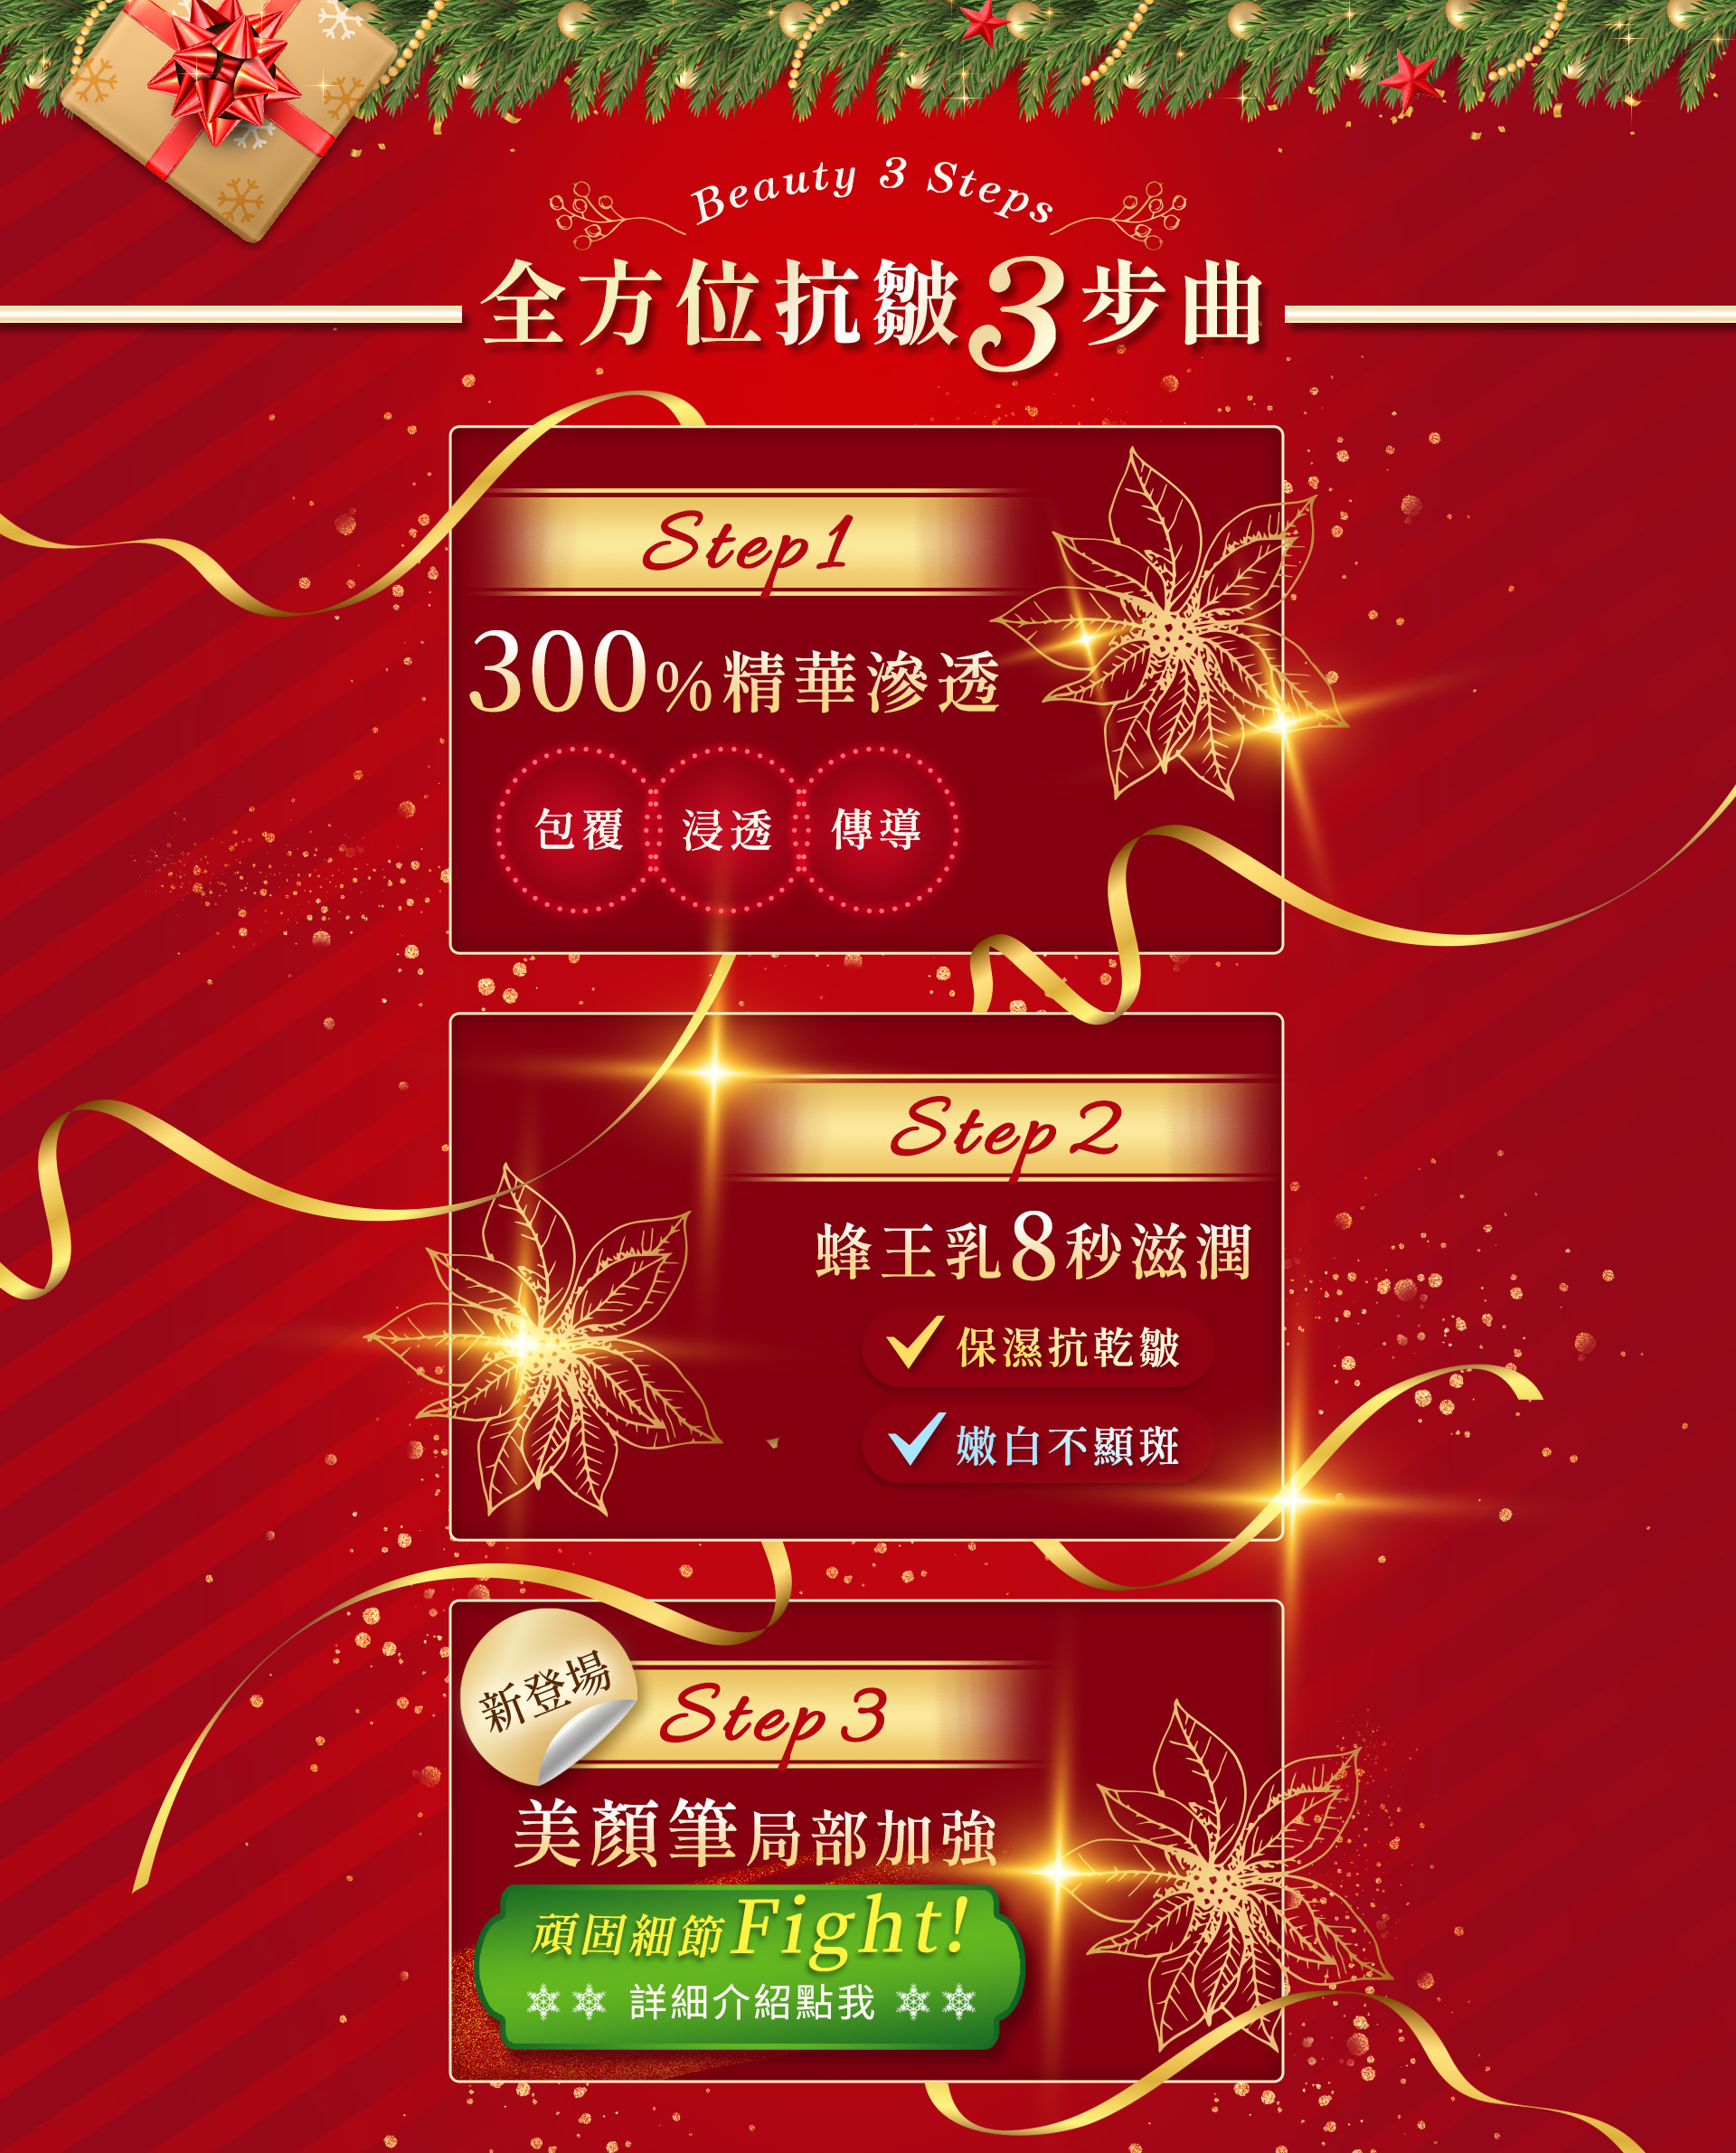 Beauty 3 Steps
全方位抗皺3步曲
Step1
300%精華滲透
包覆 浸透 傳導
Step2
蜂王乳8秒滋潤
保濕抗乾皺
嫩白不顯斑
新登場
Step3
美顏筆局部加強
頑固細節Fight!
詳細介紹點我